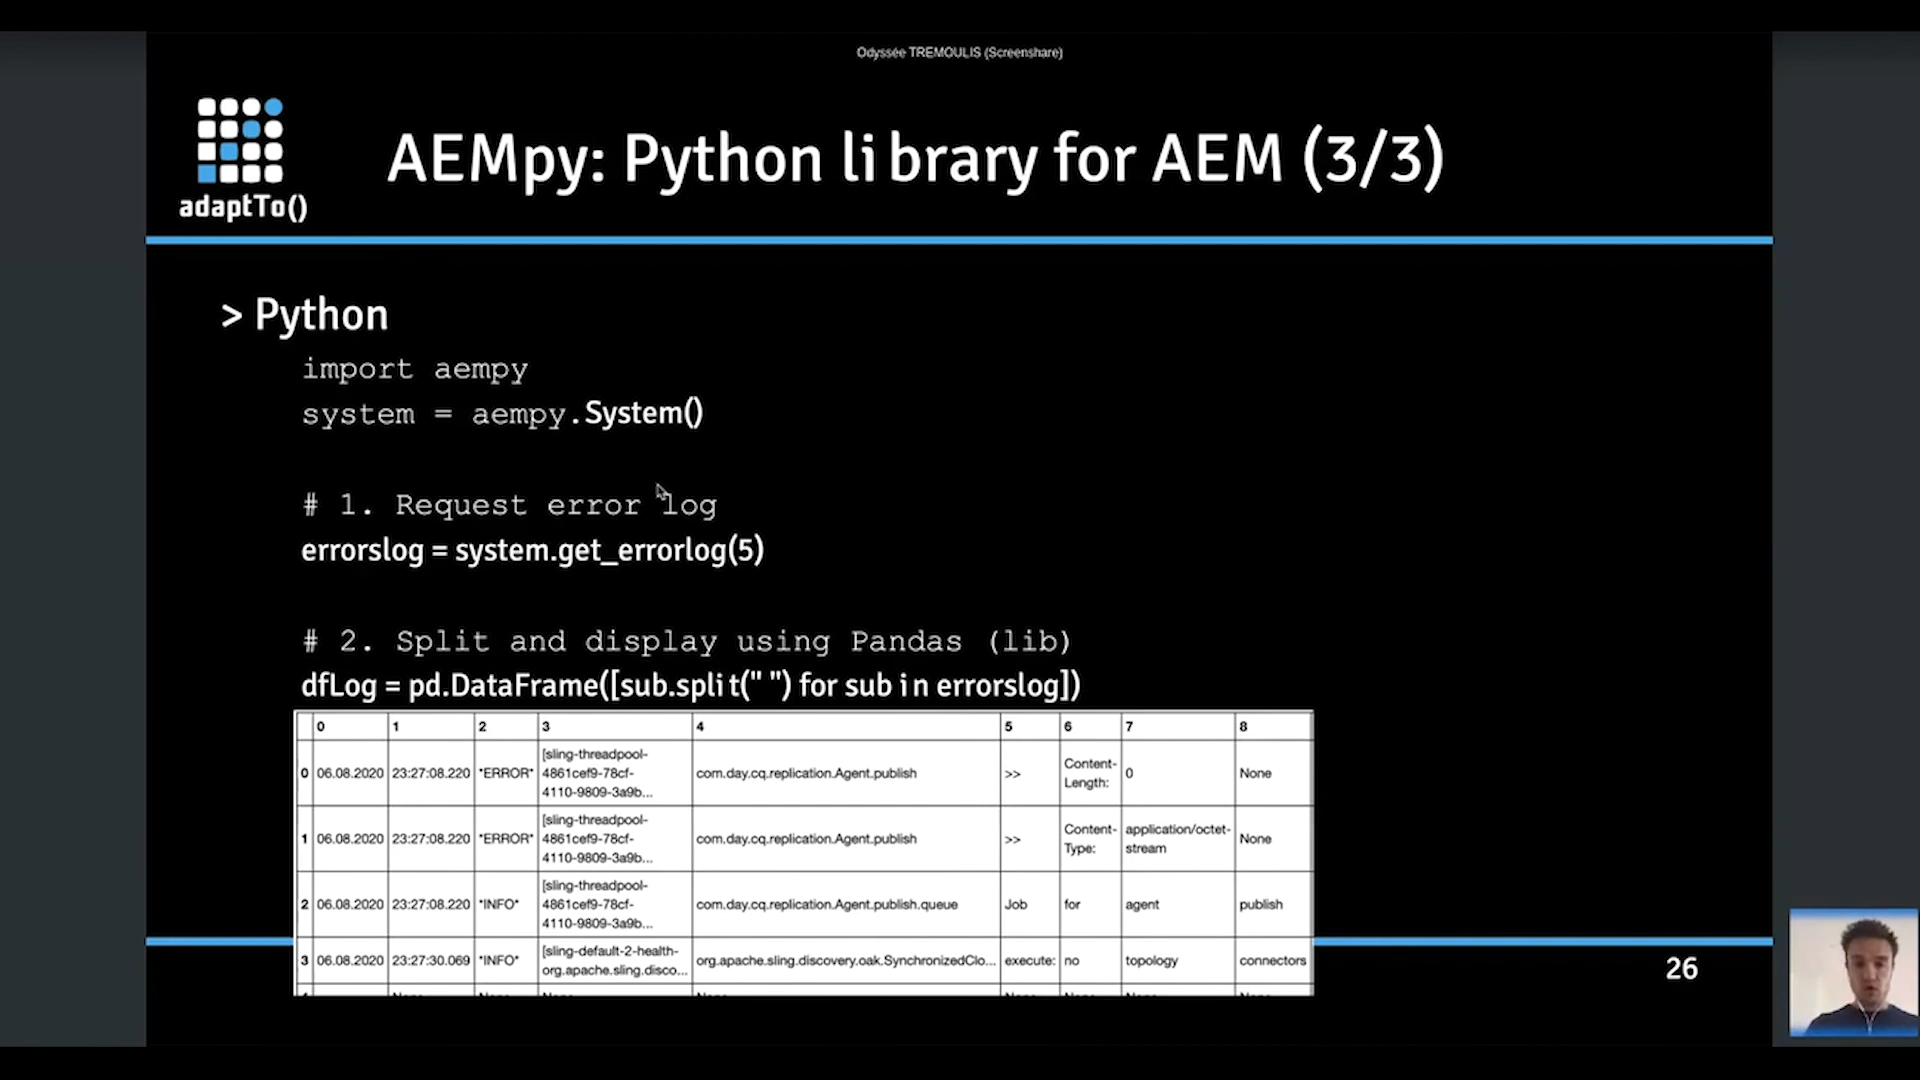 Odyssée TREMOULIS (Screenshare)
adaptTo()
AEMpy: Python library for AEM (3/3)
> Python
import aempy
system = aempy.System()
# 1. Request error log
errorslog = system.get_errorlog(5)
# 2. Split and display using Pandas (lib)
dfLog = pd.DataFrame([sub.split(" ") for sub in errorslog])
0 1 2 3 4 5 6 7 8
0 06.08.2020 23:27:08.220 *ERROR* [sling-threadpool-4861cef9-78cf-4110-9809-3a9b... com.day.cq.replication.Agent.publish >> Content-Length: 0 None
1 06.08.2020 23:27:08.220 *ERROR* [sling-threadpool-4861cef9-78cf-4110-9809-3a9b... com.day.cq.replication.Agent.publish >> Content-Type: application/octet-stream None
2 06.08.2020 23:27:08.220 *INFO* [sling-threadpool-4861cef9-78cf-4110-9809-3a9b... com.day.cq.replication.Agent.publish.queue Job for agent publish
3 06.08.2020 23:27:30.069 *INFO* [sling-default-2-health-org.apache.sling.disco... org.apache.sling.discovery.oak.SynchronizedClo... execute: no topology connectors
26